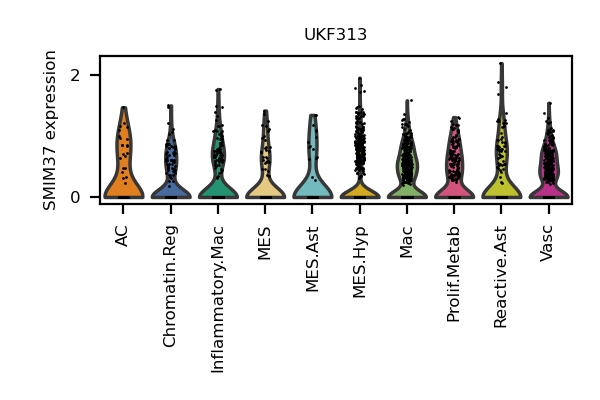 UKF313
SMIM37 expression
2
0
AC
Chromatin.Reg
Inflammatory.Mac
MES
MES.Ast
MES.Hyp
Mac
Prolif.Metab
Reactive.Ast
Vasc